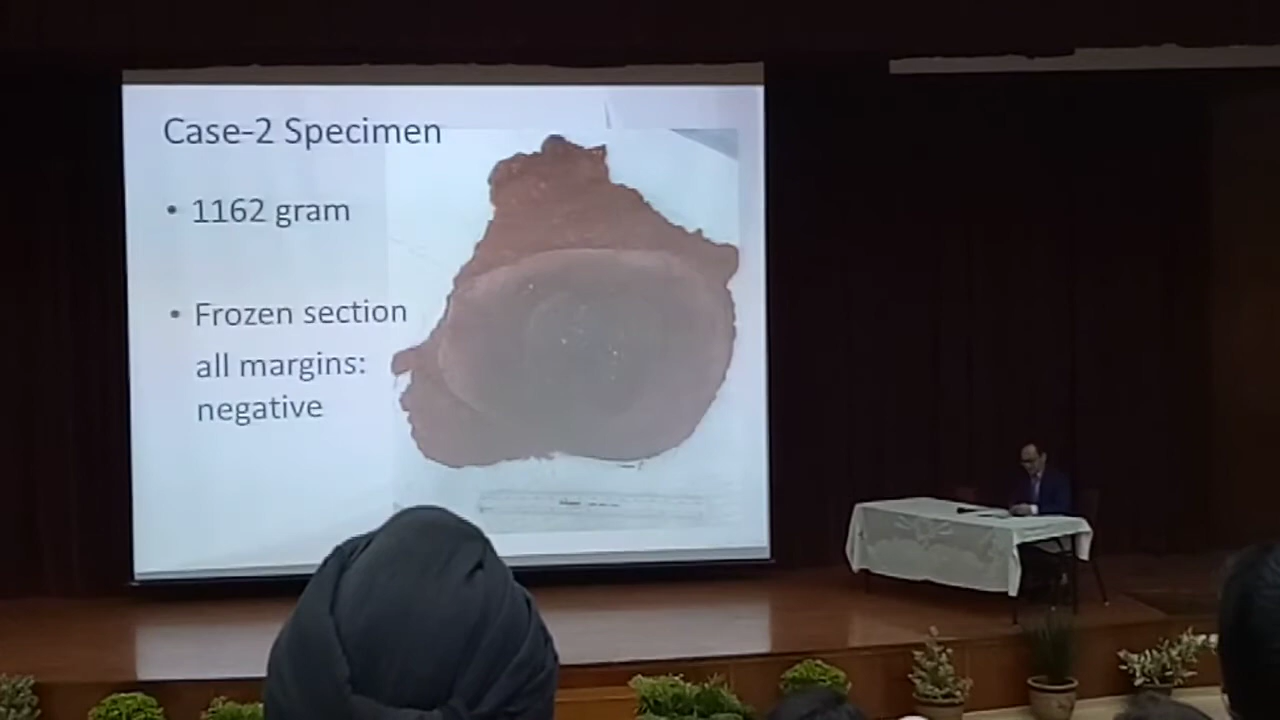 Case-2 Specimen
• 1162 gram
• Frozen section
all margins:
negative